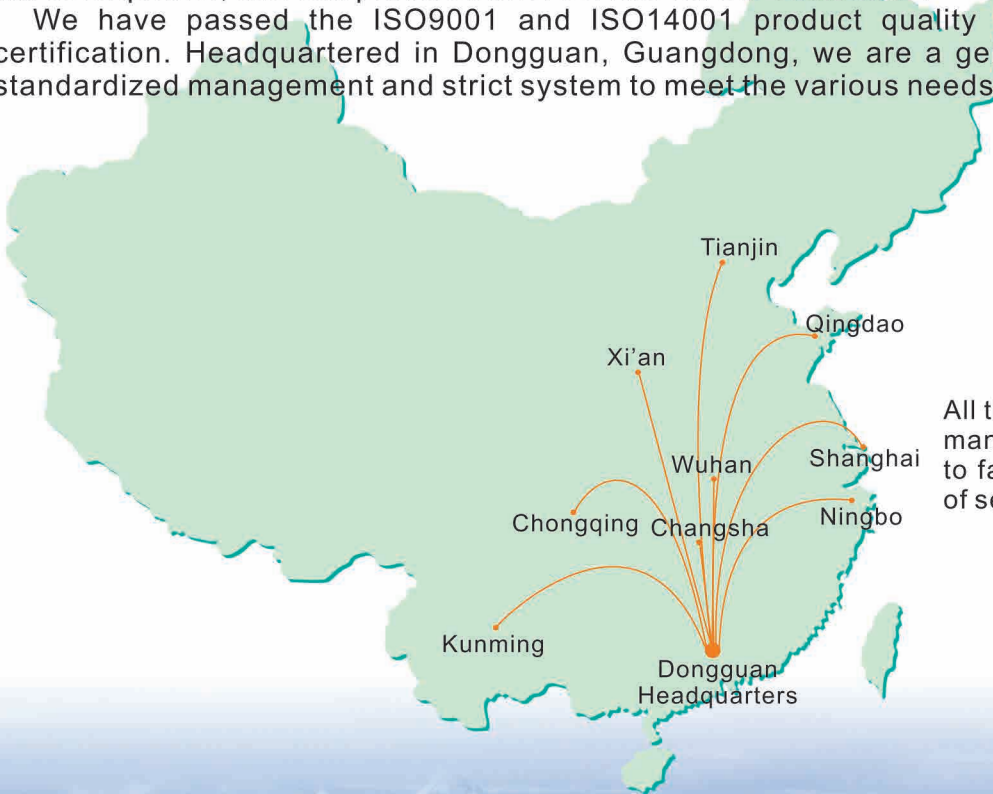 We have passed the ISO9001 and ISO14001 product quality
certification. Headquartered in Dongguan, Guangdong, we are a
standardized management and strict system to meet the various needs
Tianjin
Qingdao
Xi’an
All
Wuhan
Shanghai
to
of
Chongqing
Changsha
Ningbo
Kunming
Dongguan
Headquarters